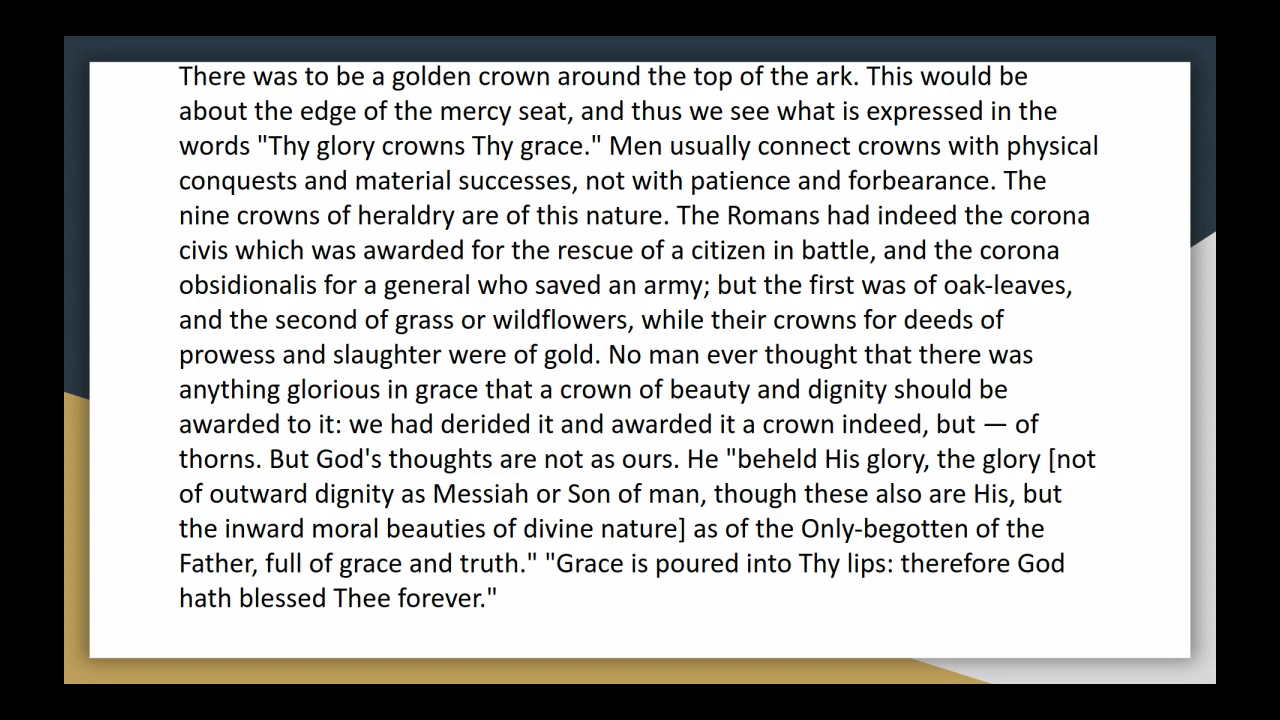 There was to be a golden crown around the top of the ark. This would be
about the edge of the mercy seat, and thus we see what is expressed in the
words "Thy glory crowns Thy grace." Men usually connect crowns with physical
conquests and material successes, not with patience and forbearance. The
nine crowns of heraldry are of this nature. The Romans had indeed the corona
civis which was awarded for the rescue of a citizen in battle, and the corona
obsidionalis for a general who saved an army; but the first was of oak-leaves,
and the second of grass or wildflowers, while their crowns for deeds of
prowess and slaughter were of gold. No man ever thought that there was
anything glorious in grace that a crown of beauty and dignity should be
awarded to it: we had derided it and awarded it a crown indeed, but — of
thorns. But God's thoughts are not as ours. He "beheld His glory, the glory [not
of outward dignity as Messiah or Son of man, though these also are His, but
the inward moral beauties of divine nature] as of the Only-begotten of the
Father, full of grace and truth." "Grace is poured into Thy lips: therefore God
hath blessed Thee forever."